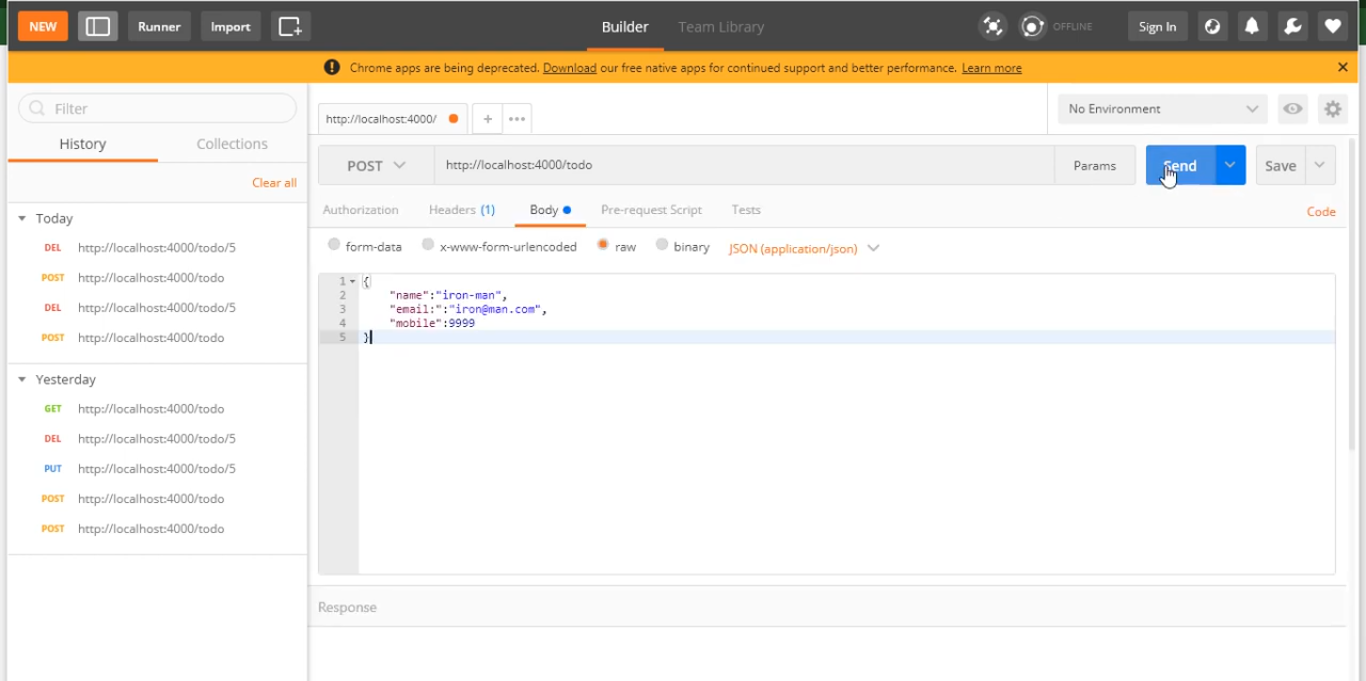 NEW Runner Import Builder Team Library OFFLINE Sign In
Chrome apps are being deprecated. Download our free native apps for continued support and better performance. Learn more
Filter
History Collections
Clear all
Today
DEL http://localhost:4000/todo/5
POST http://localhost:4000/todo
DEL http://localhost:4000/todo/5
POST http://localhost:4000/todo
Yesterday
GET http://localhost:4000/todo
DEL http://localhost:4000/todo/5
PUT http://localhost:4000/todo/5
POST http://localhost:4000/todo
POST http://localhost:4000/todo
http://localhost:4000/ No Environment
POST http://localhost:4000/todo Params Send Save
Authorization Headers (1) Body Pre-request Script Tests Code
form-data x-www-form-urlencoded raw binary JSON (application/json)
1 {
2 "name":"iron-man",
3 "email:":"iron@man.com",
4 "mobile":9999
5 }
Response